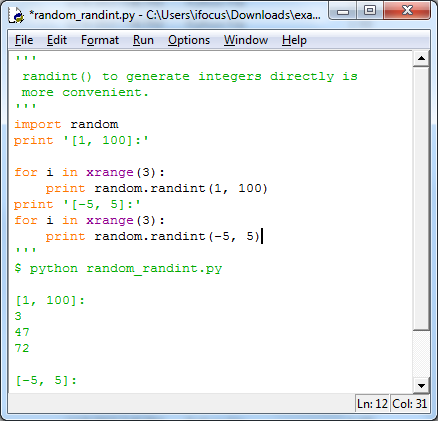 *random_randint.py - C:\Users\ifocus\Downloads\exa...
File Edit Format Run Options Window Help
'''
randint() to generate integers directly is
more convenient.
'''
import random
print '[1, 100]:'
for i in xrange(3):
    print random.randint(1, 100)
print '[-5, 5]:'
for i in xrange(3):
    print random.randint(-5, 5)
'''
$ python random_randint.py
[1, 100]:
3
47
72
[-5, 5]:
Ln: 12 Col: 31